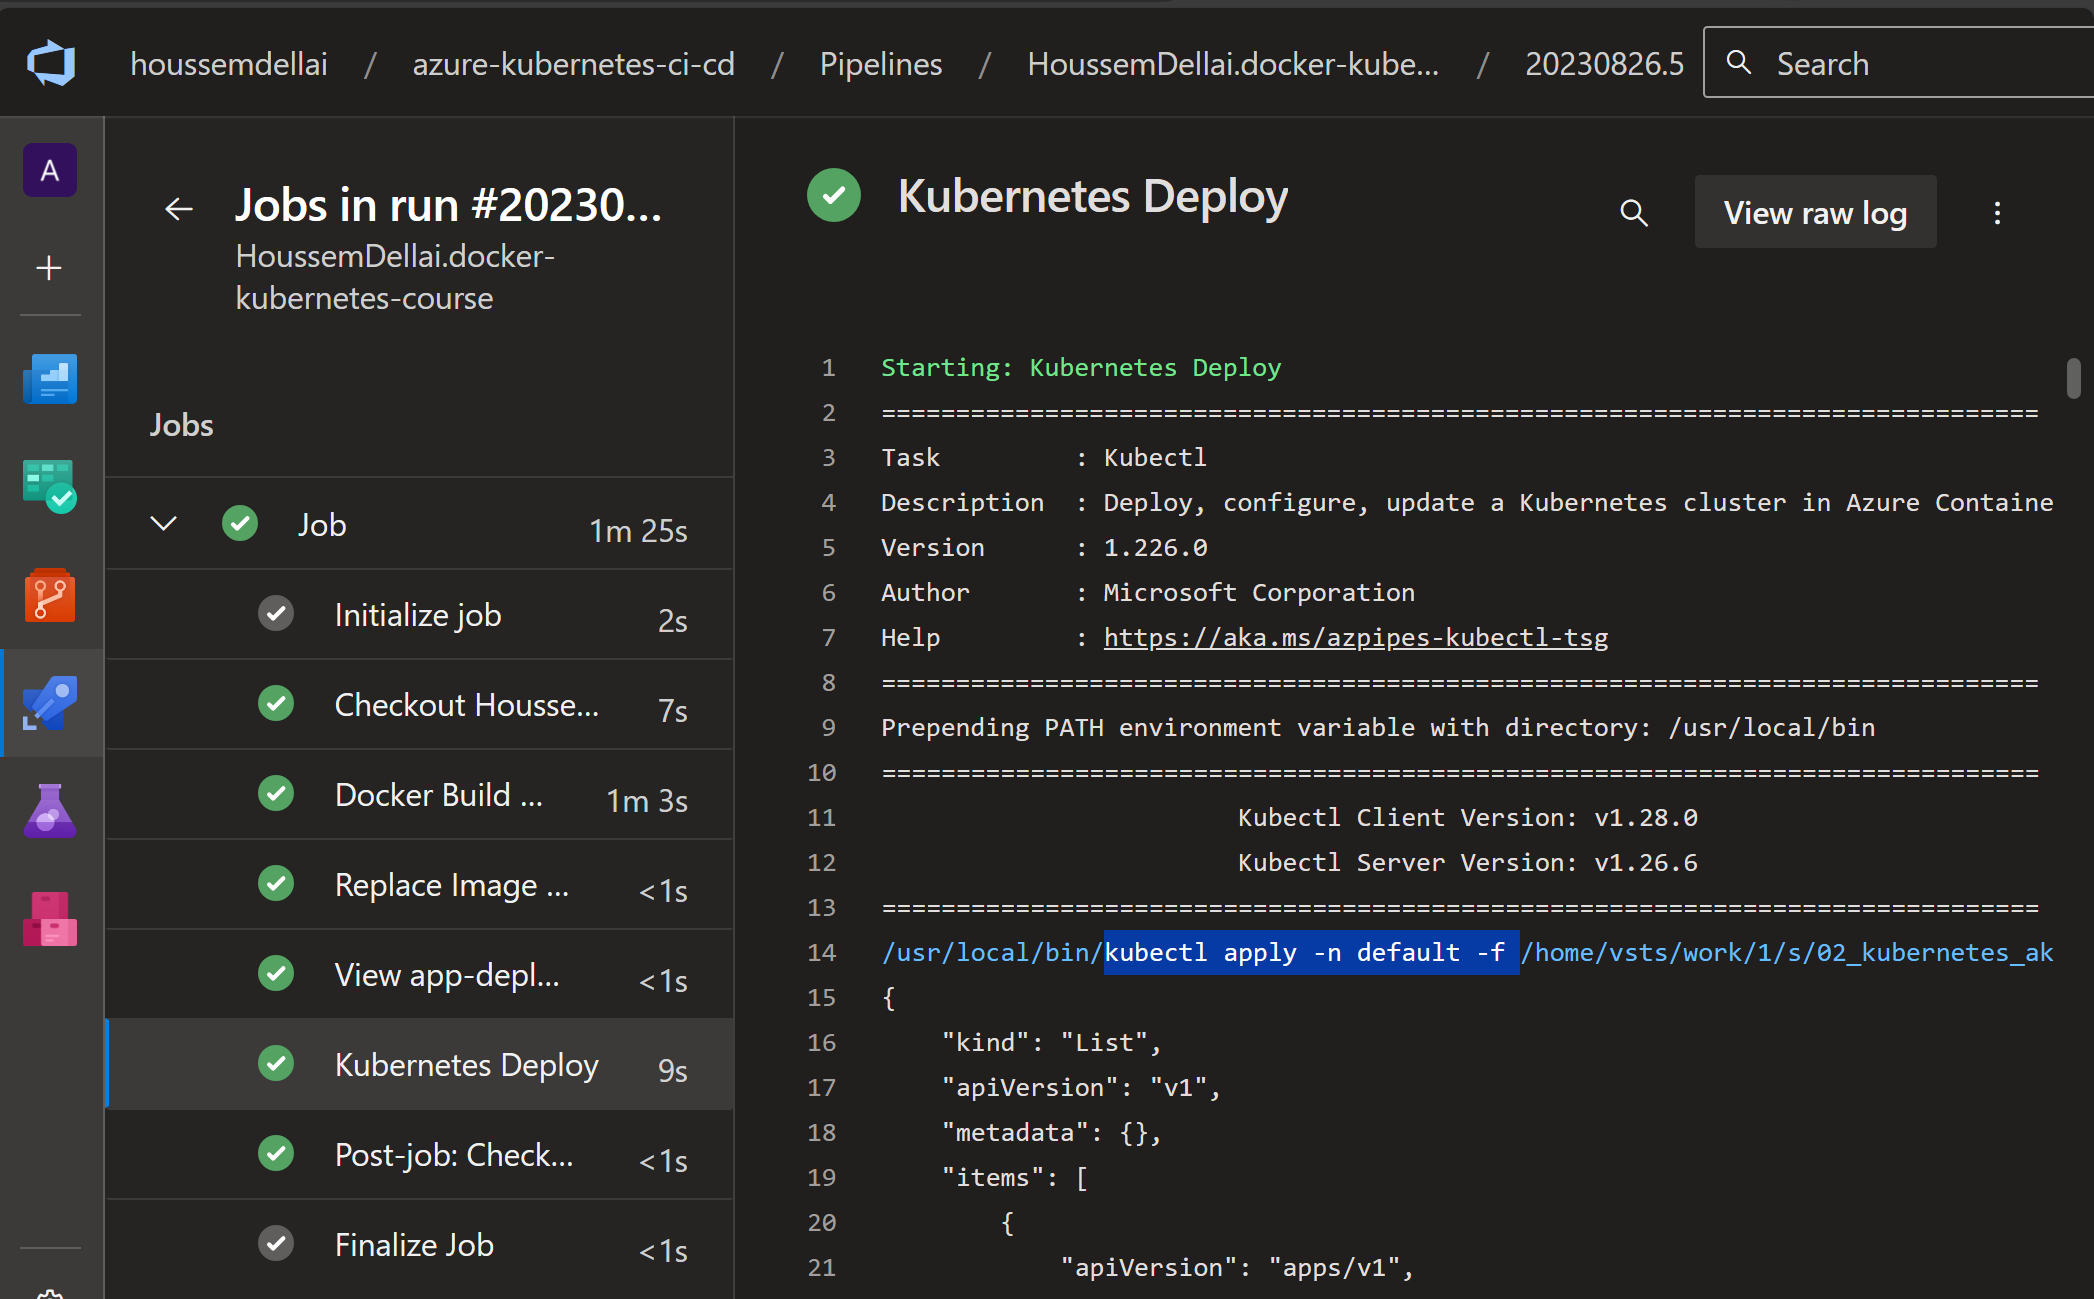 houssemdellai / azure-kubernetes-ci-cd / Pipelines / HoussemDellai.docker-kube... / 20230826.5
Search
A
Jobs in run #20230...
HoussemDellai.docker-
kubernetes-course
Jobs
Job 1m 25s
Initialize job 2s
Checkout Housse... 7s
Docker Build ... 1m 3s
Replace Image ... <1s
View app-depl... <1s
Kubernetes Deploy 9s
Post-job: Check... <1s
Finalize Job <1s
Kubernetes Deploy
View raw log
1 Starting: Kubernetes Deploy
2 ==============================================================================
3 Task         : Kubectl
4 Description  : Deploy, configure, update a Kubernetes cluster in Azure Containe
5 Version      : 1.226.0
6 Author       : Microsoft Corporation
7 Help         : https://aka.ms/azpipes-kubectl-tsg
8 ==============================================================================
9 Prepending PATH environment variable with directory: /usr/local/bin
10 ==============================================================================
11 Kubectl Client Version: v1.28.0
12 Kubectl Server Version: v1.26.6
13 ==============================================================================
14 /usr/local/bin/kubectl apply -n default -f /home/vsts/work/1/s/02_kubernetes_ak
15 {
16 "kind": "List",
17 "apiVersion": "v1",
18 "metadata": {},
19 "items": [
20 {
21 "apiVersion": "apps/v1",